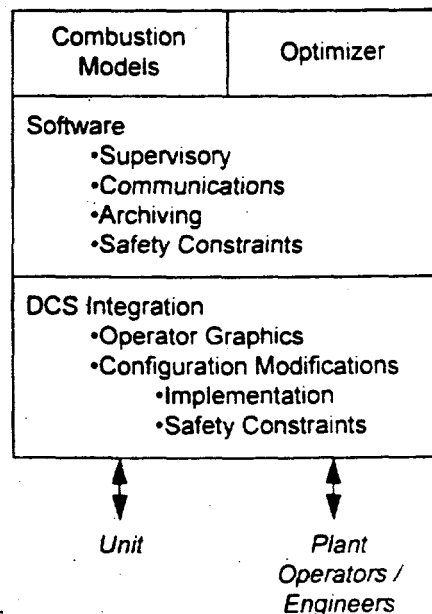 Combustion
Models
Optimizer
Software
•Supervisory
•Communications
•Archiving
•Safety Constraints
DCS Integration
•Operator Graphics
•Configuration Modifications
•Implementation
•Safety Constraints
Unit
Plant
Operators /
Engineers